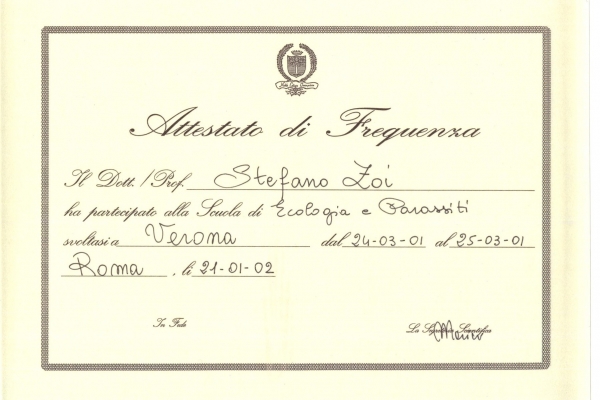 Attestato di Frequenza
Il Dott. / Prof. Stefano Zoi
ha partecipato alla Scuola di Ecologia e Parassiti
svoltasi a Verona dal 24-03-01 al 25-03-01
Roma, li 21-01-02
In Fede La Segreteria Scientifica